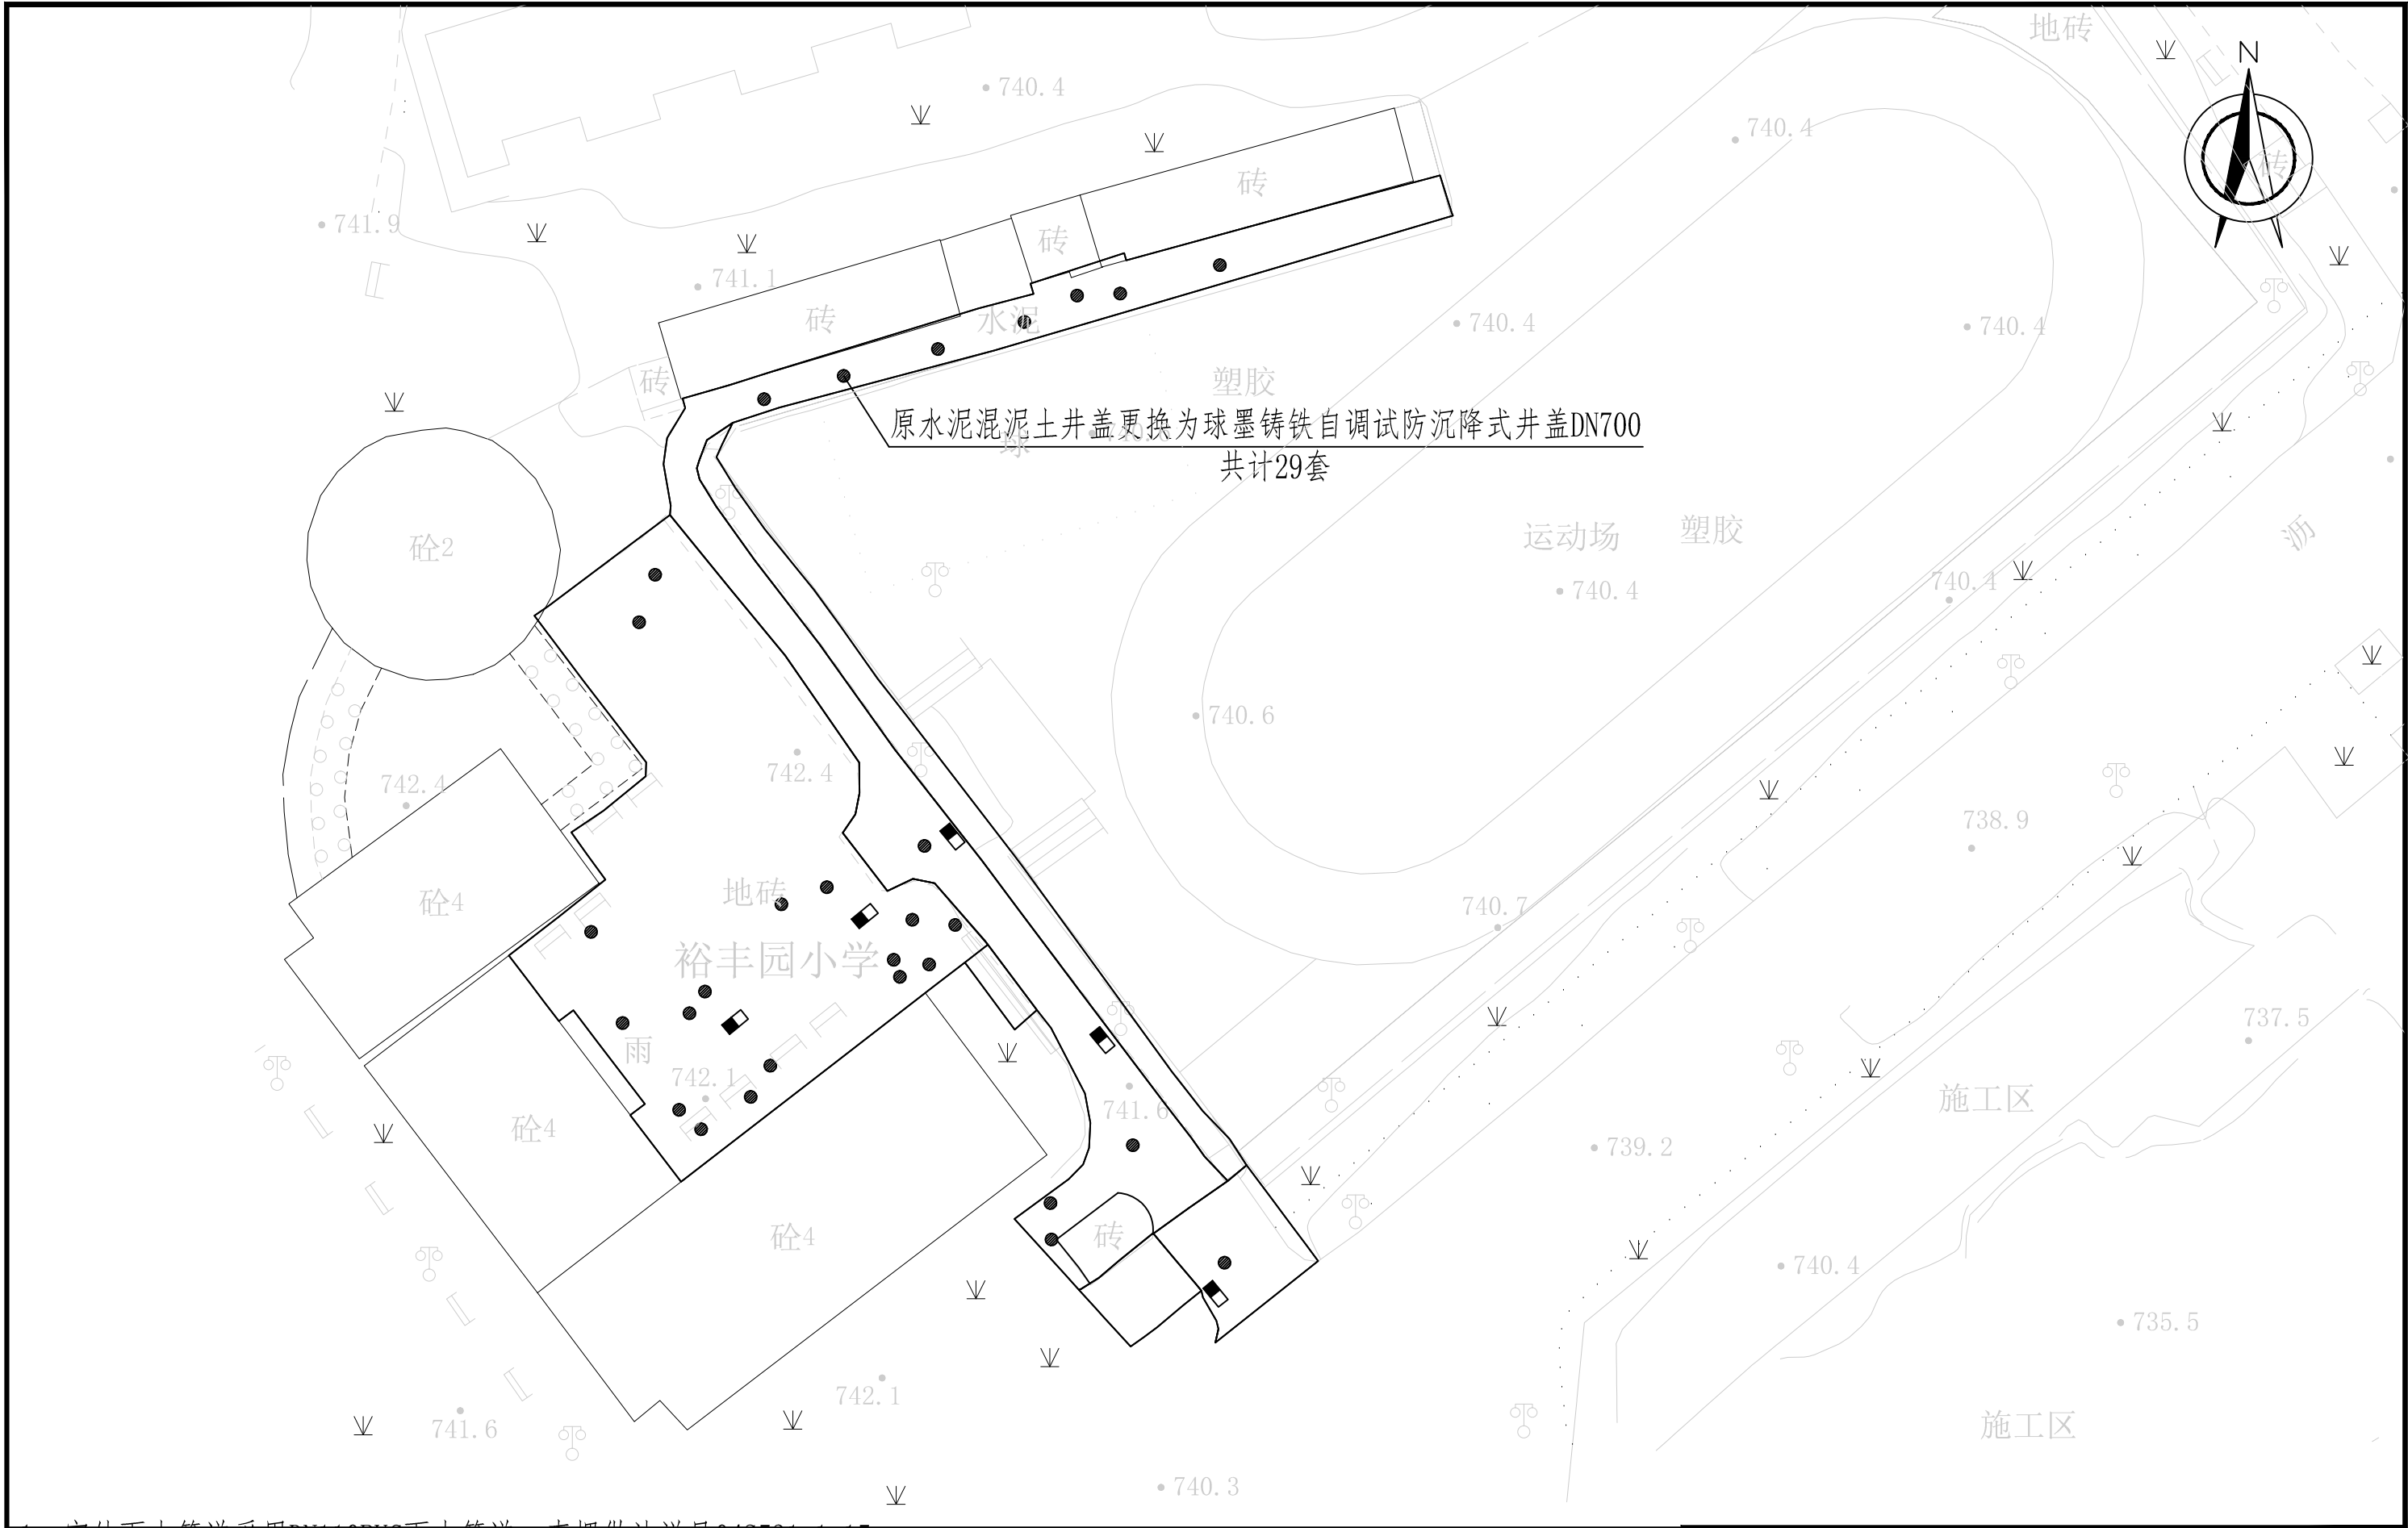 地砖
N
740.4
740.4
砖
砖
741.9
砖
741.1
砖
水泥
740.4
740.4
砖
塑胶
原水泥混泥土井盖更换为球墨铸铁自调试防沉降式井盖DN700
球
共计29套
运动场
塑胶
沥
砼2
740.4
740.4
740.6
742.4
742.4
738.9
地砖
砼4
740.7
裕丰园小学
737.5
雨
742.1
741.6
施工区
砼4
739.2
砼4
砖
740.4
735.5
742.1
741.6
施工区
740.3